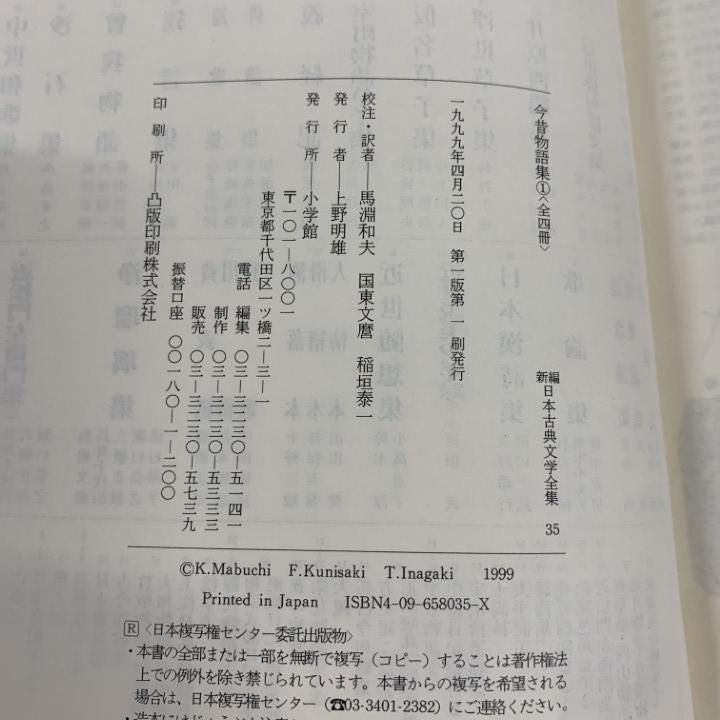 今昔物語集①〈全四冊〉
新編 日本古典文学全集 35
一九九九年四月二〇日 第一版第一刷発行
校注・訳者——馬淵和夫 国東文麿 稲垣泰一
発行者——上野明雄
発行所——小学館
〒一〇一-八〇〇一
東京都千代田区一ツ橋二-三-一
電話 編集 〇三-三二三〇-五一四一
制作 〇三-三二三〇-五三三三
販売 〇三-三二三〇-五七三九
振替口座 〇〇一八〇-一-二〇〇
印刷所——凸版印刷株式会社
©K.Mabuchi F.Kunisaki T.Inagaki 1999
Printed in Japan ISBN4-09-658035-X
R〈日本複写権センター委託出版物〉
・本書の全部または一部を無断で複写（コピー）することは著作権法
上での例外を除き禁じられています。本書からの複写を希望される
場合は、日本複写権センター（☎03-3401-2382）にご連絡ください。